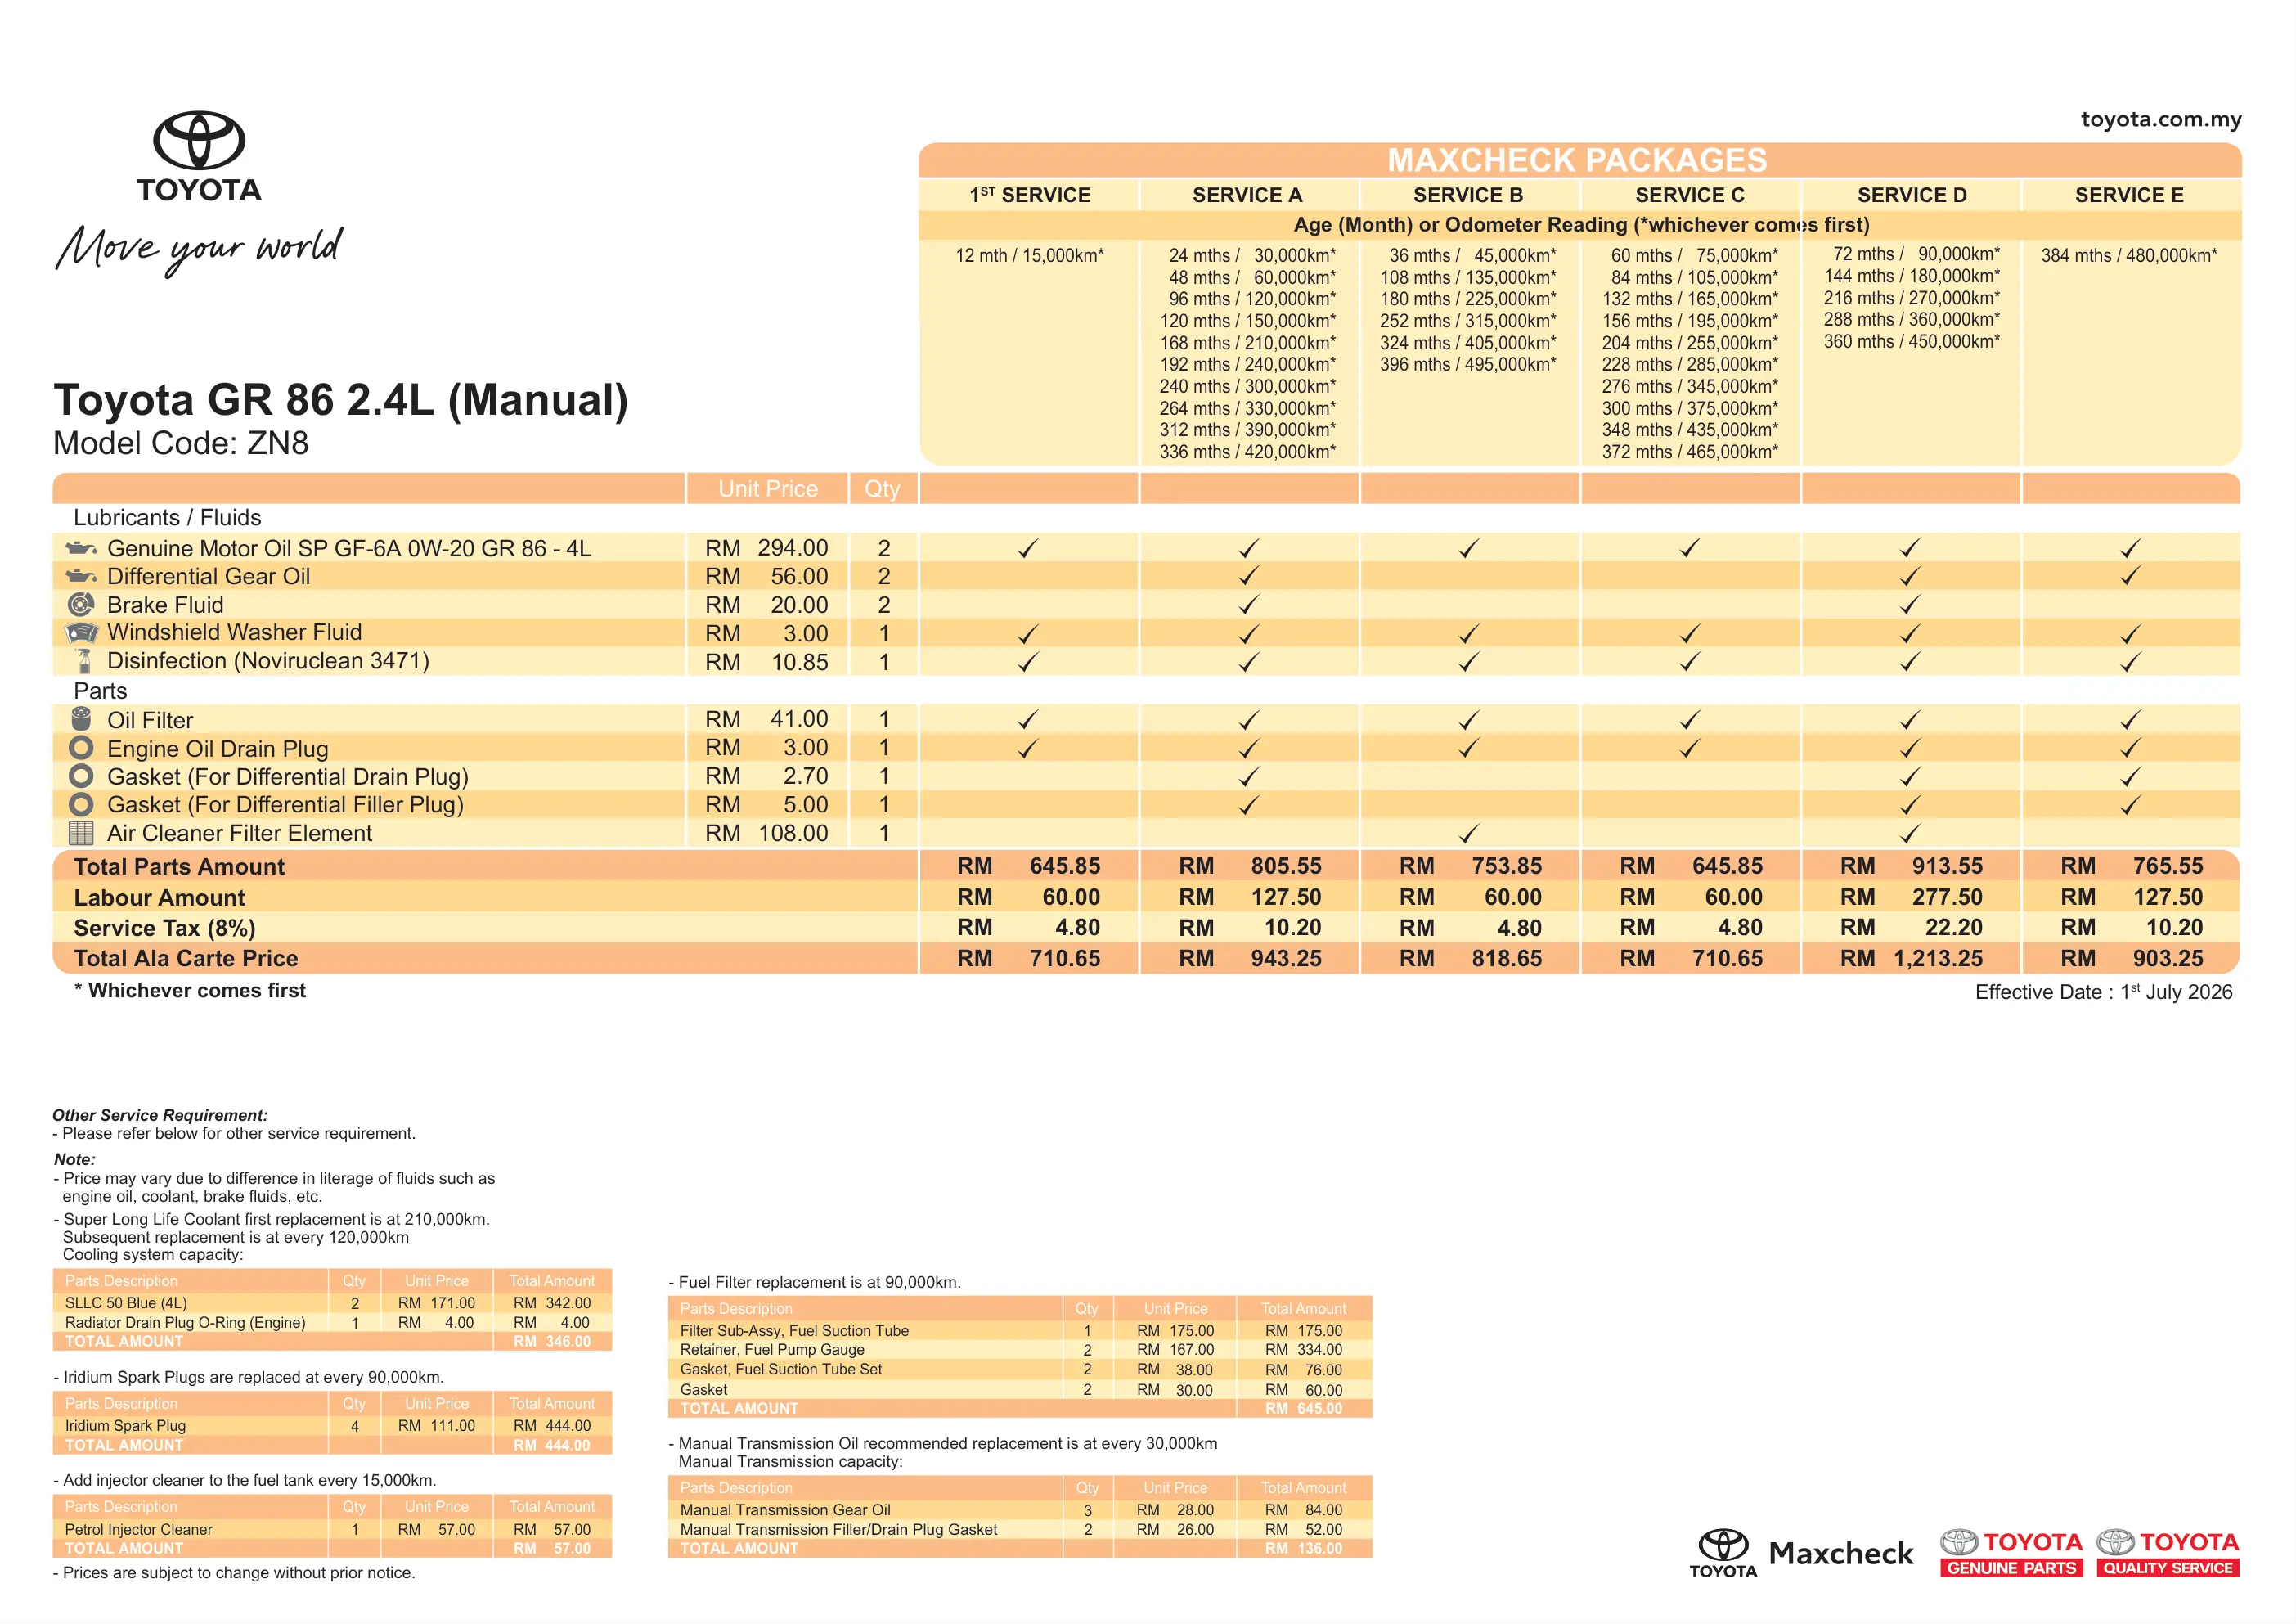 toyota.com.my
TOYOTA
Move your world
Toyota GR 86 2.4L (Manual)
Model Code: ZN8
MAXCHECK PACKAGES
1ST SERVICE SERVICE A SERVICE B SERVICE C SERVICE D SERVICE E
Age (Month) or Odometer Reading (*whichever comes first)
12 mth / 15,000km* 24 mths / 30,000km* 36 mths / 45,000km* 60 mths / 75,000km* 72 mths / 90,000km* 384 mths / 480,000km*
48 mths / 60,000km* 108 mths / 135,000km* 84 mths / 105,000km* 144 mths / 180,000km*
96 mths / 120,000km* 180 mths / 225,000km* 132 mths / 165,000km* 216 mths / 270,000km*
120 mths / 150,000km* 252 mths / 315,000km* 156 mths / 195,000km* 288 mths / 360,000km*
168 mths / 210,000km* 324 mths / 405,000km* 204 mths / 255,000km* 360 mths / 450,000km*
192 mths / 240,000km* 396 mths / 495,000km* 228 mths / 285,000km*
240 mths / 300,000km* 276 mths / 345,000km*
264 mths / 330,000km* 300 mths / 375,000km*
312 mths / 390,000km* 348 mths / 435,000km*
336 mths / 420,000km* 372 mths / 465,000km*
Unit Price Qty
Lubricants / Fluids
Genuine Motor Oil SP GF-6A 0W-20 GR 86 - 4L RM 294.00 2 ✓ ✓ ✓ ✓ ✓ ✓
Differential Gear Oil RM 56.00 2 ✓ ✓ ✓
Brake Fluid RM 20.00 2 ✓ ✓
Windshield Washer Fluid RM 3.00 1 ✓ ✓ ✓ ✓ ✓ ✓
Disinfection (Noviruclean 3471) RM 10.85 1 ✓ ✓ ✓ ✓ ✓ ✓
Parts
Oil Filter RM 41.00 1 ✓ ✓ ✓ ✓ ✓ ✓
Engine Oil Drain Plug RM 3.00 1 ✓ ✓ ✓ ✓ ✓ ✓
Gasket (For Differential Drain Plug) RM 2.70 1 ✓ ✓ ✓
Gasket (For Differential Filler Plug) RM 5.00 1 ✓ ✓ ✓
Air Cleaner Filter Element RM 108.00 1 ✓ ✓
Total Parts Amount RM 645.85 RM 805.55 RM 753.85 RM 645.85 RM 913.55 RM 765.55
Labour Amount RM 60.00 RM 127.50 RM 60.00 RM 60.00 RM 277.50 RM 127.50
Service Tax (8%) RM 4.80 RM 10.20 RM 4.80 RM 4.80 RM 22.20 RM 10.20
Total Ala Carte Price RM 710.65 RM 943.25 RM 818.65 RM 710.65 RM 1,213.25 RM 903.25
* Whichever comes first
Effective Date : 1st July 2026
Other Service Requirement:
- Please refer below for other service requirement.
Note:
- Price may vary due to difference in literage of fluids such as
engine oil, coolant, brake fluids, etc.
- Super Long Life Coolant first replacement is at 210,000km.
Subsequent replacement is at every 120,000km
Cooling system capacity:
Parts Description Qty Unit Price Total Amount
SLLC 50 Blue (4L) 2 RM 171.00 RM 342.00
Radiator Drain Plug O-Ring (Engine) 1 RM 4.00 RM 4.00
TOTAL AMOUNT RM 346.00
- Iridium Spark Plugs are replaced at every 90,000km.
Parts Description Qty Unit Price Total Amount
Iridium Spark Plug 4 RM 111.00 RM 444.00
TOTAL AMOUNT RM 444.00
- Add injector cleaner to the fuel tank every 15,000km.
Parts Description Qty Unit Price Total Amount
Petrol Injector Cleaner 1 RM 57.00 RM 57.00
TOTAL AMOUNT RM 57.00
- Prices are subject to change without prior notice.
- Fuel Filter replacement is at 90,000km.
Parts Description Qty Unit Price Total Amount
Filter Sub-Assy, Fuel Suction Tube 1 RM 175.00 RM 175.00
Retainer, Fuel Pump Gauge 2 RM 167.00 RM 334.00
Gasket, Fuel Suction Tube Set 2 RM 38.00 RM 76.00
Gasket 2 RM 30.00 RM 60.00
TOTAL AMOUNT RM 645.00
- Manual Transmission Oil recommended replacement is at every 30,000km
Manual Transmission capacity:
Parts Description Qty Unit Price Total Amount
Manual Transmission Gear Oil 3 RM 28.00 RM 84.00
Manual Transmission Filler/Drain Plug Gasket 2 RM 26.00 RM 52.00
TOTAL AMOUNT RM 136.00
TOYOTA Maxcheck
TOYOTA GENUINE PARTS
TOYOTA QUALITY SERVICE